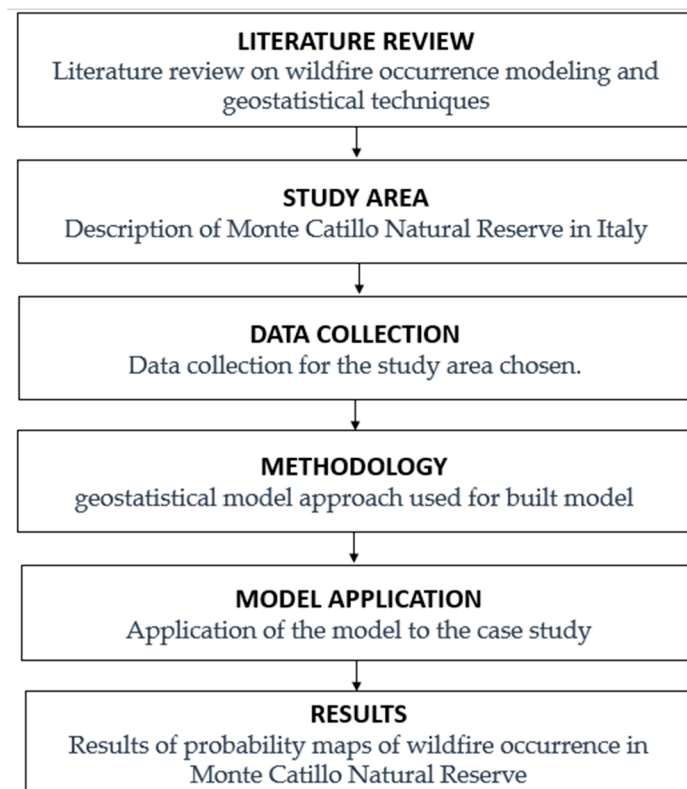 LITERATURE REVIEW
Literature review on wildfire occurrence modeling and
geostatistical techniques
STUDY AREA
Description of Monte Catillo Natural Reserve in Italy
DATA COLLECTION
Data collection for the study area chosen.
METHODOLOGY
geostatistical model approach used for built model
MODEL APPLICATION
Application of the model to the case study
RESULTS
Results of probability maps of wildfire occurrence in
Monte Catillo Natural Reserve